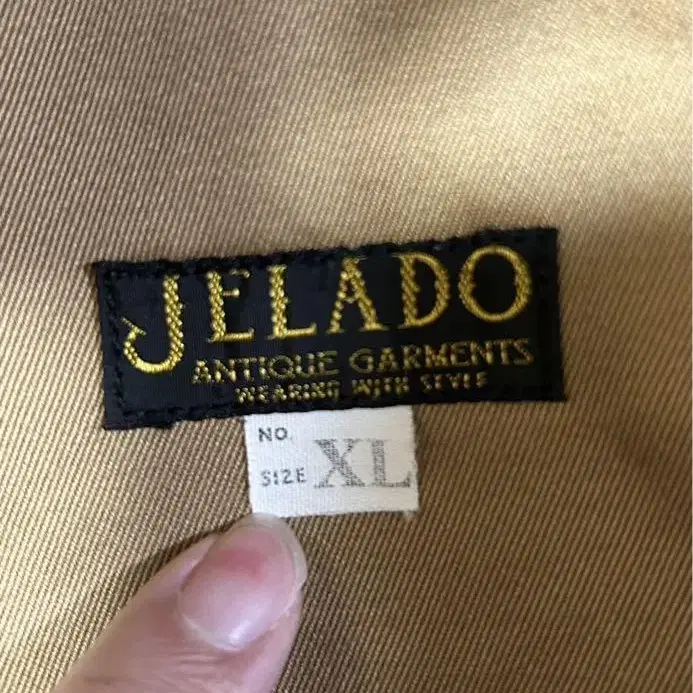 JELADO
ANTIQUE GARMENTS
WEARING WITH STYLE
NO.
SIZE XL